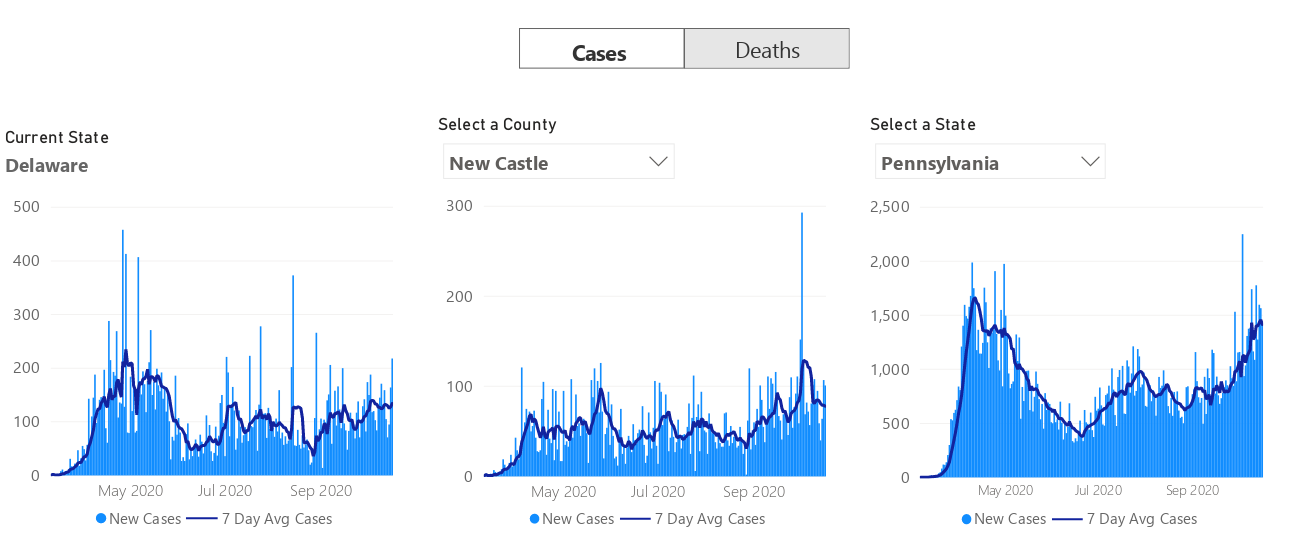 Cases Deaths
Current State
Delaware
500
400
300
200
100
0
May 2020 Jul 2020 Sep 2020
New Cases 7 Day Avg Cases
Select a County
New Castle
300
200
100
0
May 2020 Jul 2020 Sep 2020
New Cases 7 Day Avg Cases
Select a State
Pennsylvania
2,500
2,000
1,500
1,000
500
0
May 2020 Jul 2020 Sep 2020
New Cases 7 Day Avg Cases